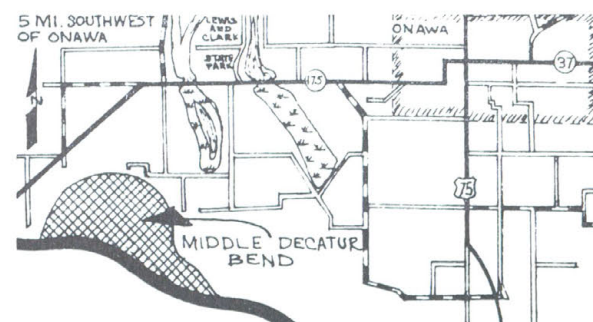 5 MI. SOUTHWEST
OF ONAWA
LEWIS
AND
CLARK
STATE
PARK
ONAWA
N
175
37
75
MIDDLE DECATUR
BEND